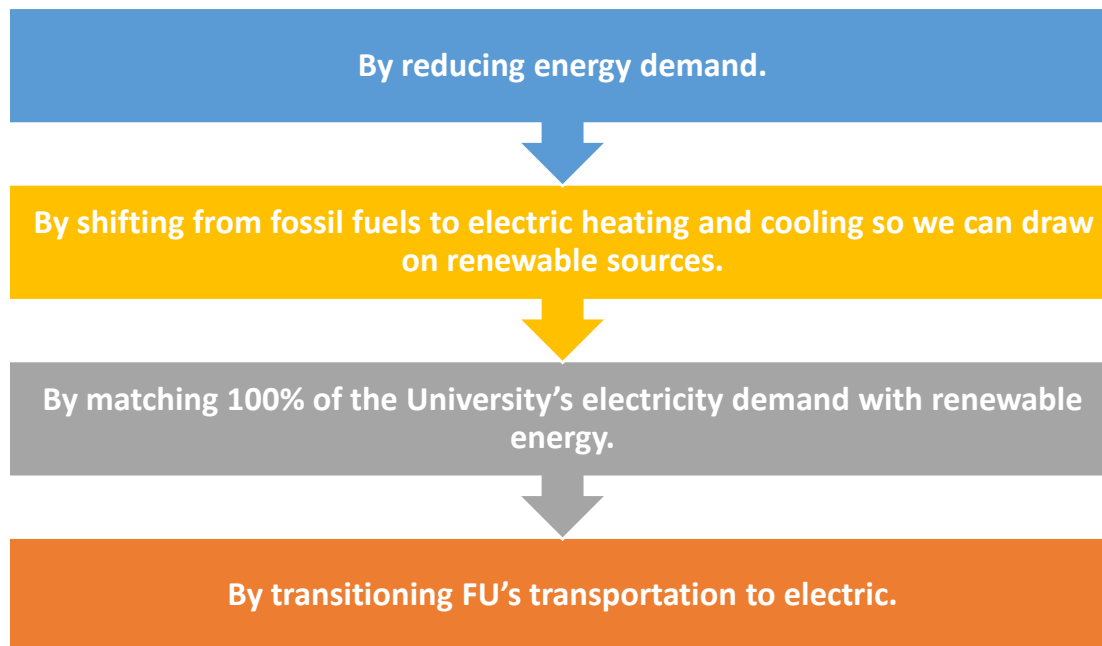 By reducing energy demand.
By shifting from fossil fuels to electric heating and cooling so we can draw
on renewable sources.
By matching 100% of the University’s electricity demand with renewable
energy.
By transitioning FU’s transportation to electric.